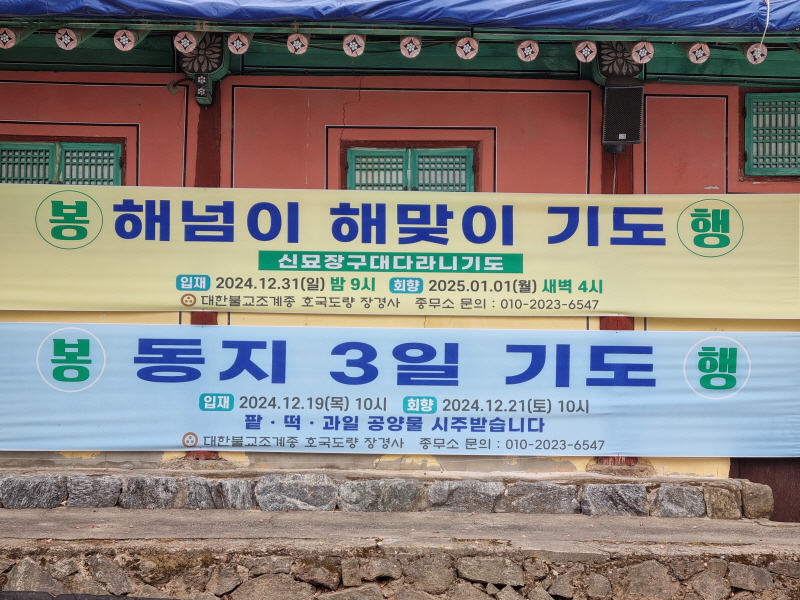 봉 해넘이 해맞이 기도 행
신묘장구대다라니기도
입재 2024.12.31(일) 밤 9시 회향 2025.01.01(월) 새벽 4시
대한불교조계종 호국도량 장경사 종무소 문의 : 010-2023-6547
봉 동지 3일 기도 행
입재 2024.12.19(목) 10시 회향 2024.12.21(토) 10시
팥·떡·과일 공양물 시주받습니다
대한불교조계종 호국도량 장경사 종무소 문의 : 010-2023-6547